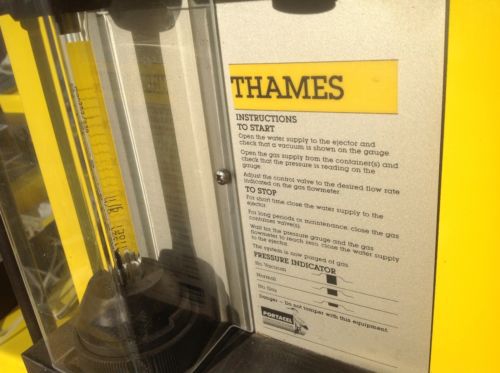 THAMES
INSTRUCTIONS
TO START
Open the water supply to the ejector and
check that a vacuum is shown on the gauge.
Open the gas supply from the container(s) and
check that the pressure is reading on the
gauge.
Adjust the control valve to the desired flow rate
indicated on the gas flowmeter.
TO STOP
For short time close the water supply to the
ejector.
For long periods or maintenance, close the gas
container valve(s).
Wait for the pressure gauge and the gas
flowmeter to reach zero close the water supply
to the ejector.
The system is now purged of gas.
PRESSURE INDICATOR
No Vacuum
Normal
No Gas
Danger - Do not tamper with this equipment.
PORTACEL